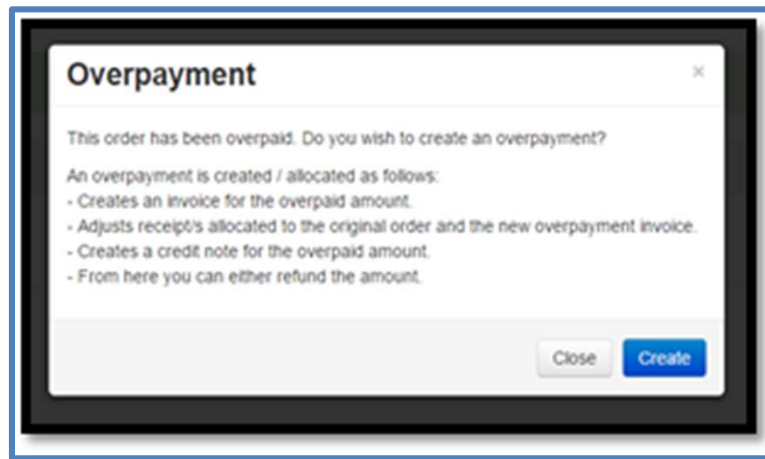 Overpayment
×
This order has been overpaid. Do you wish to create an overpayment?
An overpayment is created / allocated as follows:
- Creates an invoice for the overpaid amount.
- Adjusts receipt/s allocated to the original order and the new overpayment invoice.
- Creates a credit note for the overpaid amount.
- From here you can either refund the amount.
Close Create